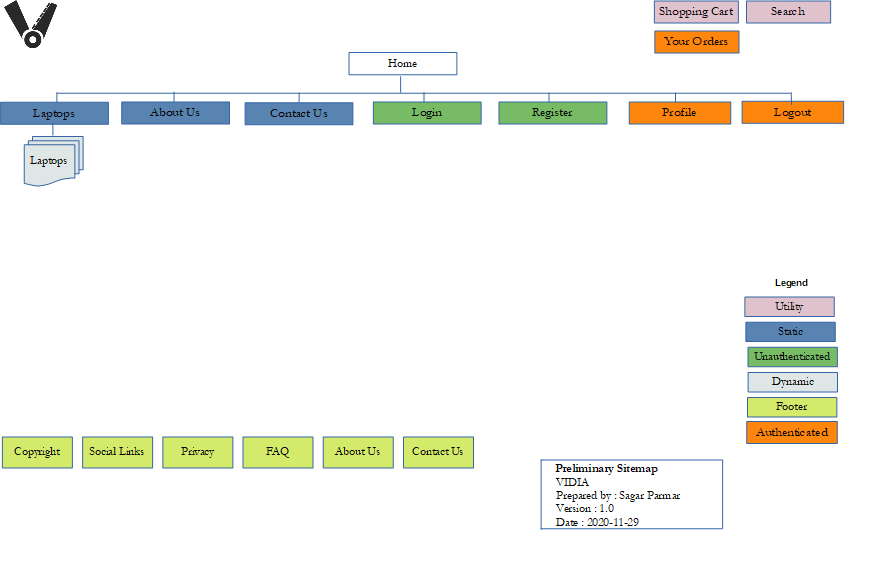 Shopping Cart
Search
Your Orders
Home
Laptops
About Us
Contact Us
Login
Register
Profile
Logout
Laptops
Legend
Utility
Static
Unauthenticated
Dynamic
Footer
Authenticated
Copyright
Social Links
Privacy
FAQ
About Us
Contact Us
Preliminary Sitemap
VIDIA
Prepared by : Sagar Parmar
Version : 1.0
Date : 2020-11-29